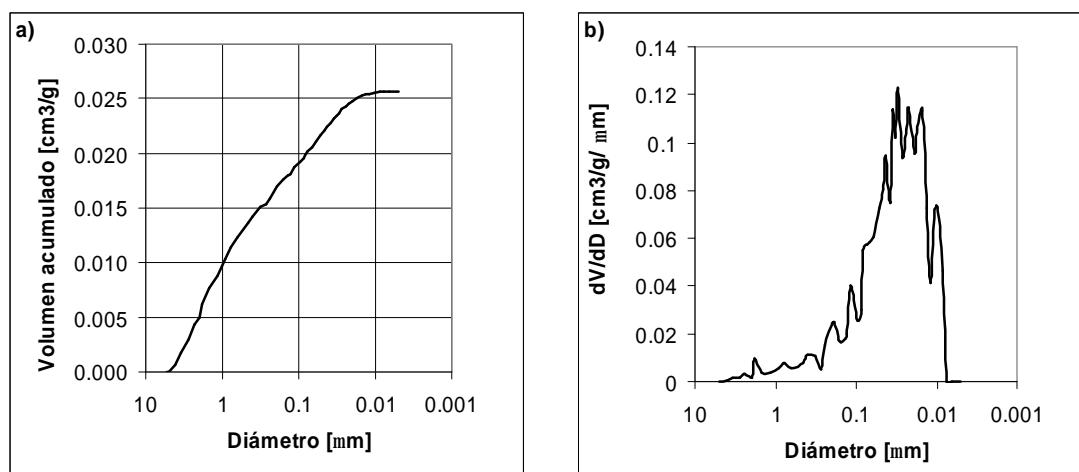 a)
Volumen acumulado [cm3/g]
0.030
0.025
0.020
0.015
0.010
0.005
0.000
10 1 0.1 0.01 0.001
Diámetro [mm]
b)
dV/dD [cm3/g/ mm]
0.14
0.12
0.1
0.08
0.06
0.04
0.02
0
10 1 0.1 0.01 0.001
Diámetro [mm]